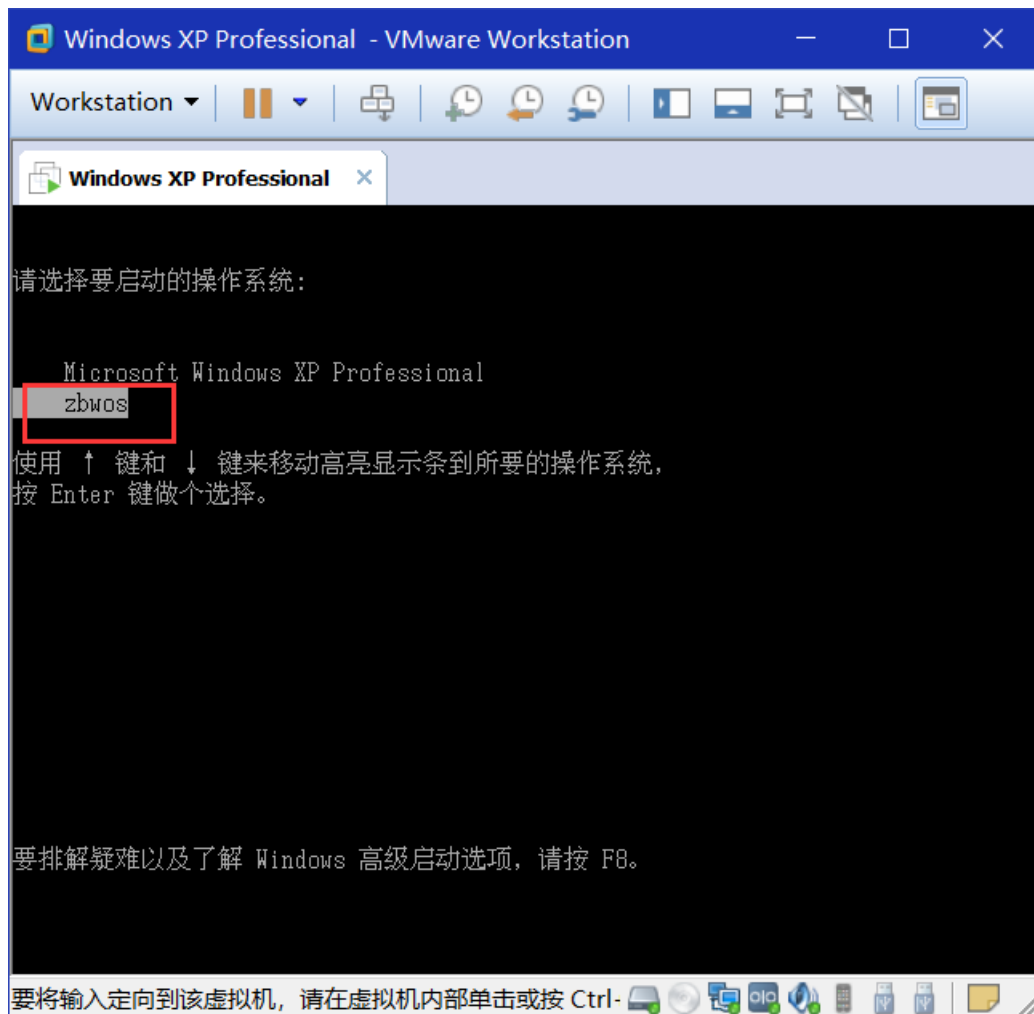 Windows XP Professional - VMware Workstation
Workstation
Windows XP Professional
请选择要启动的操作系统:
Microsoft Windows XP Professional
zbwos
使用 ↑ 键和 ↓ 键来移动高亮显示条到所要的操作系统,
按 Enter 键做个选择。
要排解疑难以及了解 Windows 高级启动选项，请按 F8。
要将输入定向到该虚拟机，请在虚拟机内部单击或按 Ctrl-